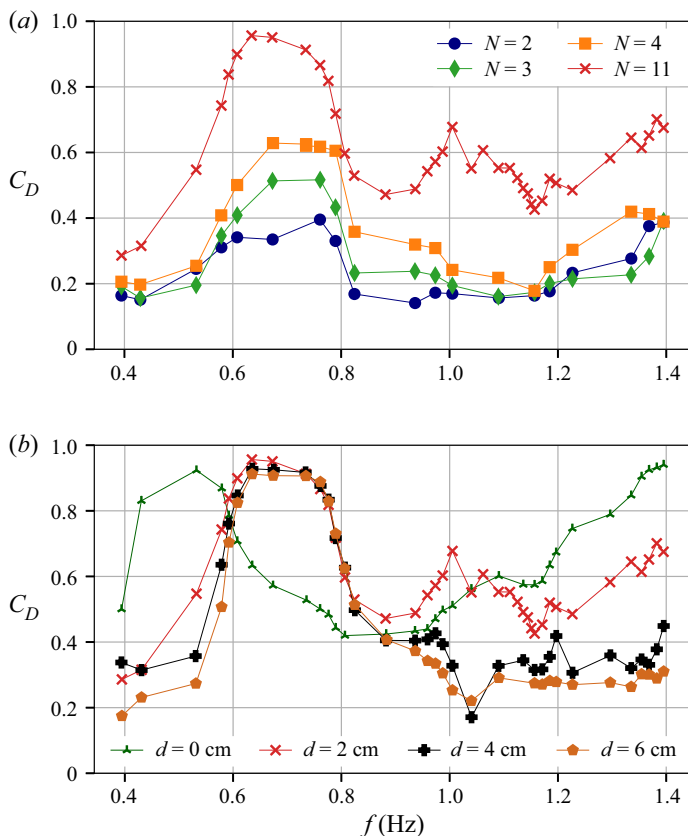 (a)
1.0
0.8
0.6
0.4
0.2
0
C_D
N = 2
N = 3
N = 4
N = 11
0.4 0.6 0.8 1.0 1.2 1.4
(b)
1.0
0.8
0.6
0.4
0.2
0
C_D
d = 0 cm d = 2 cm d = 4 cm d = 6 cm
0.4 0.6 0.8 1.0 1.2 1.4
f (Hz)